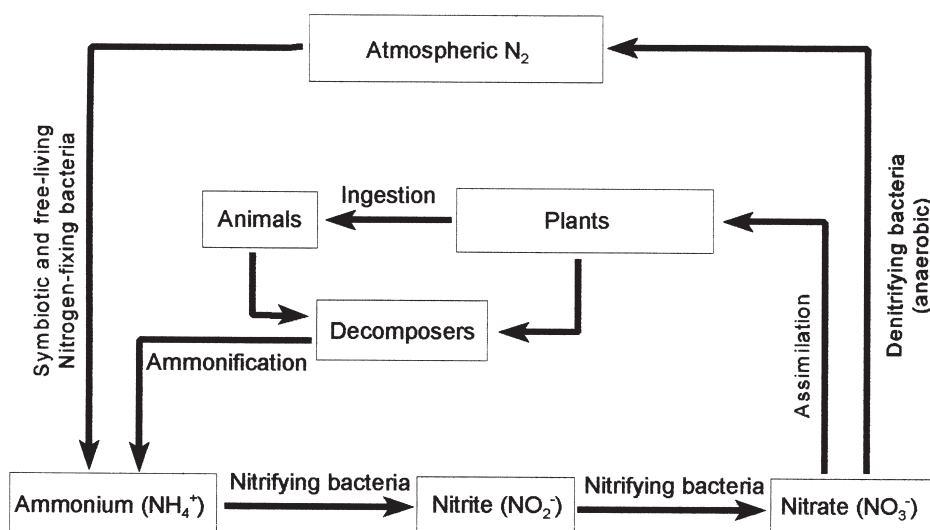 Atmospheric N₂
Symbiotic and free-living
Nitrogen-fixing bacteria
Denitrifying bacteria
(anaerobic)
Ingestion
Animals
Plants
Decomposers
Ammonification
Assimilation
Ammonium (NH₄⁺)
Nitrifying bacteria
Nitrite (NO₂⁻)
Nitrifying bacteria
Nitrate (NO₃⁻)